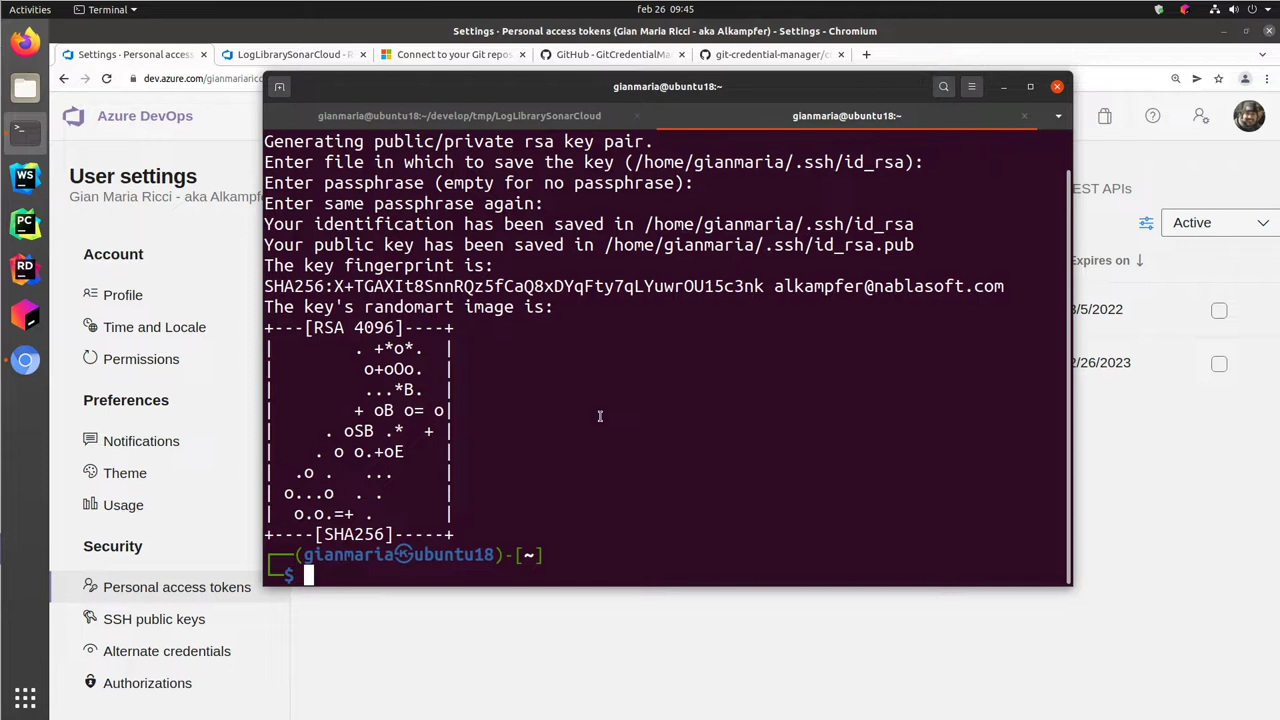 Activities
Terminal
feb 26 09:45
Settings · Personal access tokens (Gian Maria Ricci - aka Alkampfer) - Settings - Chromium
Settings · Personal access
LogLibrarySonarCloud - R
Connect to your Git repos
GitHub - GitCredentialMa
git-credential-manager/c
dev.azure.com/gianmariaricc
Azure DevOps
gianmaria@ubuntu18:~
gianmaria@ubuntu18:~/develop/tmp/LogLibrarySonarCloud
gianmaria@ubuntu18:~
User settings
Gian Maria Ricci - aka Alkampfer
Account
Profile
Time and Locale
Permissions
Preferences
Notifications
Theme
Usage
Security
Personal access tokens
SSH public keys
Alternate credentials
Authorizations
Generating public/private rsa key pair.
Enter file in which to save the key (/home/gianmaria/.ssh/id_rsa):
Enter passphrase (empty for no passphrase):
Enter same passphrase again:
Your identification has been saved in /home/gianmaria/.ssh/id_rsa
Your public key has been saved in /home/gianmaria/.ssh/id_rsa.pub
The key fingerprint is:
SHA256:X+TGAXIt8SnnRQz5fCaQ8xDYqFty7qLYuwrOU15c3nk alkampfer@nablasoft.com
The key's randomart image is:
+---[RSA 4096]----+
|         . +*o*.  |
|          o+oOo.  |
|          ...*B.  |
|         + oB o= o|
|      . oSB .*  + |
|     . o o.+oE    |
|   .o .   ...     |
|  o...o  . .      |
|   o.o.=+ .       |
+----[SHA256]-----+
┌──(gianmaria㉿ubuntu18)-[~]
└─$
EST APIs
Active
Expires on ↓
3/5/2022
2/26/2023